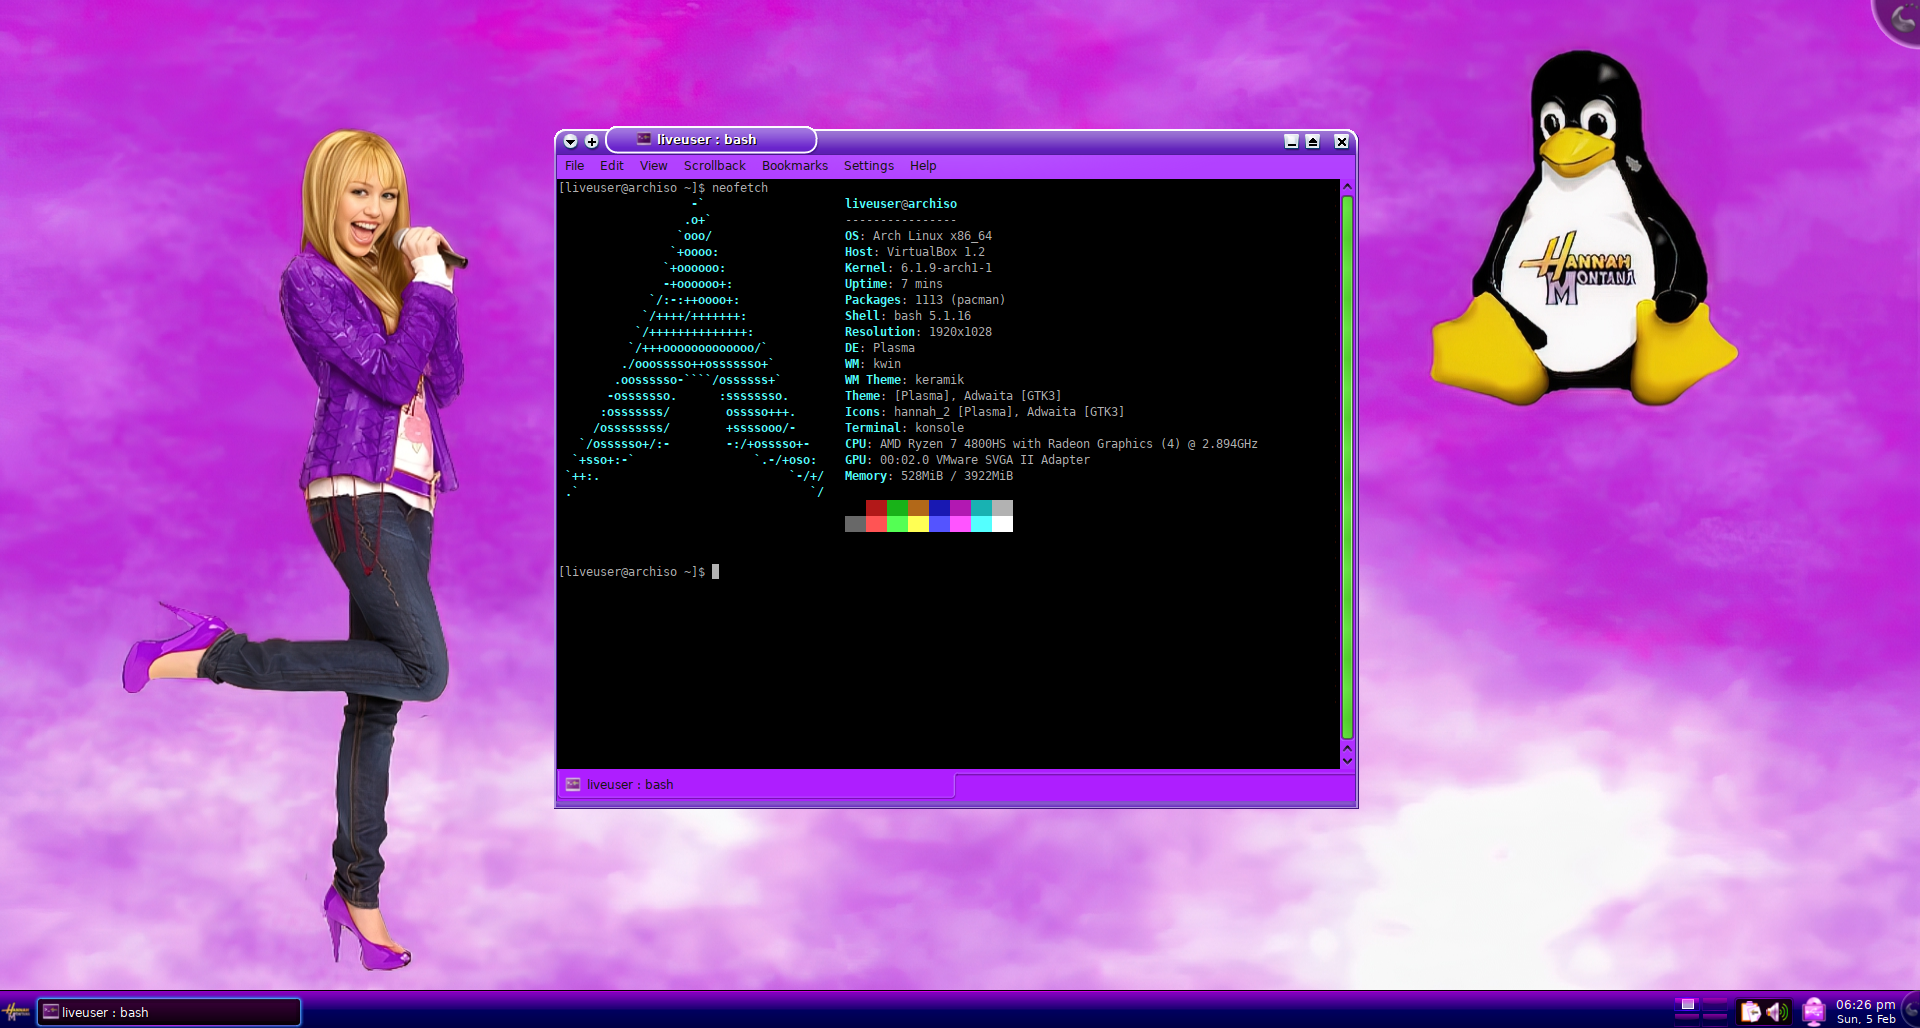 liveuser : bash
File Edit View Scrollback Bookmarks Settings Help
[liveuser@archiso ~]$ neofetch
                   -`                    liveuser@archiso
                  .o+`                   ----------------
                 `ooo/                   OS: Arch Linux x86_64
                `+oooo:                  Host: VirtualBox 1.2
               `+oooooo:                 Kernel: 6.1.9-arch1-1
               -+oooooo+:                Uptime: 7 mins
             `/:-:++oooo+:               Packages: 1113 (pacman)
            `/++++/+++++++:              Shell: bash 5.1.16
           `/++++++++++++++:             Resolution: 1920x1028
          `/+++ooooooooooooo/`           DE: Plasma
         ./ooosssso++osssssso+`          WM: kwin
        .oossssso-````/ossssss+`         WM Theme: keramik
       -osssssso.      :ssssssso.        Theme: [Plasma], Adwaita [GTK3]
      :osssssss/        osssso+++.       Icons: hannah_2 [Plasma], Adwaita [GTK3]
     /ossssssss/        +ssssooo/-       Terminal: konsole
   `/ossssso+/:-        -:/+osssso+-     CPU: AMD Ryzen 7 4800HS with Radeon Graphics (4) @ 2.894GHz
  `+sso+:-`                 `.-/+oso:    GPU: 00:02.0 VMware SVGA II Adapter
 `++:.                           `-/+/   Memory: 528MiB / 3922MiB
 .`                                 `/
[liveuser@archiso ~]$
liveuser : bash
HANNAH
MONTANA
HANNAH
MONTANA
liveuser : bash
06:26 pm
Sun, 5 Feb